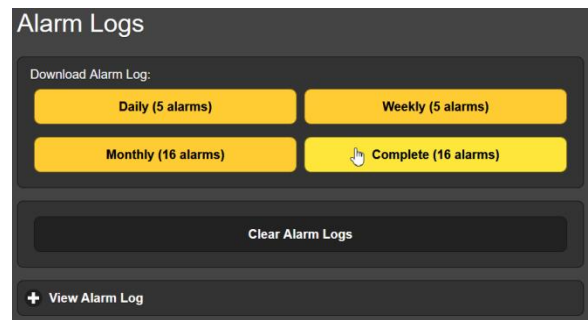 Alarm Logs
Download Alarm Log:
Daily (5 alarms)
Weekly (5 alarms)
Monthly (16 alarms)
Complete (16 alarms)
Clear Alarm Logs
View Alarm Log